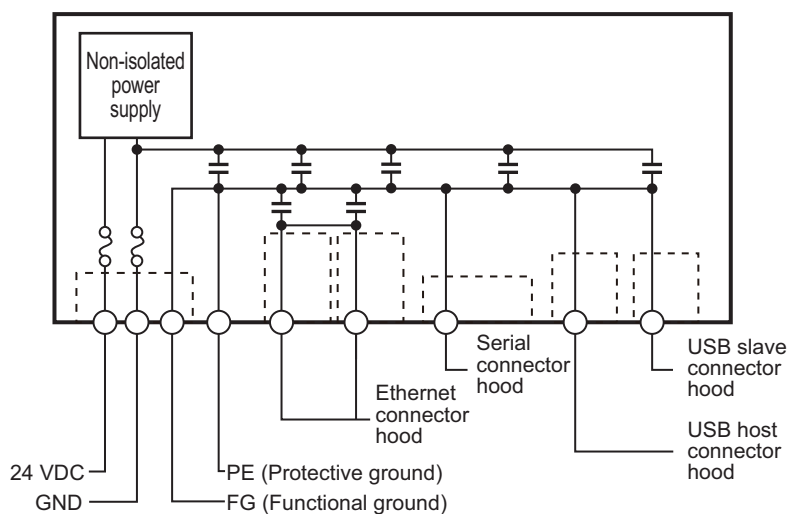 Non-isolated
power
supply
Serial
connector
hood
USB slave
connector
hood
Ethernet
connector
hood
USB host
connector
hood
24 VDC
PE (Protective ground)
GND
FG (Functional ground)